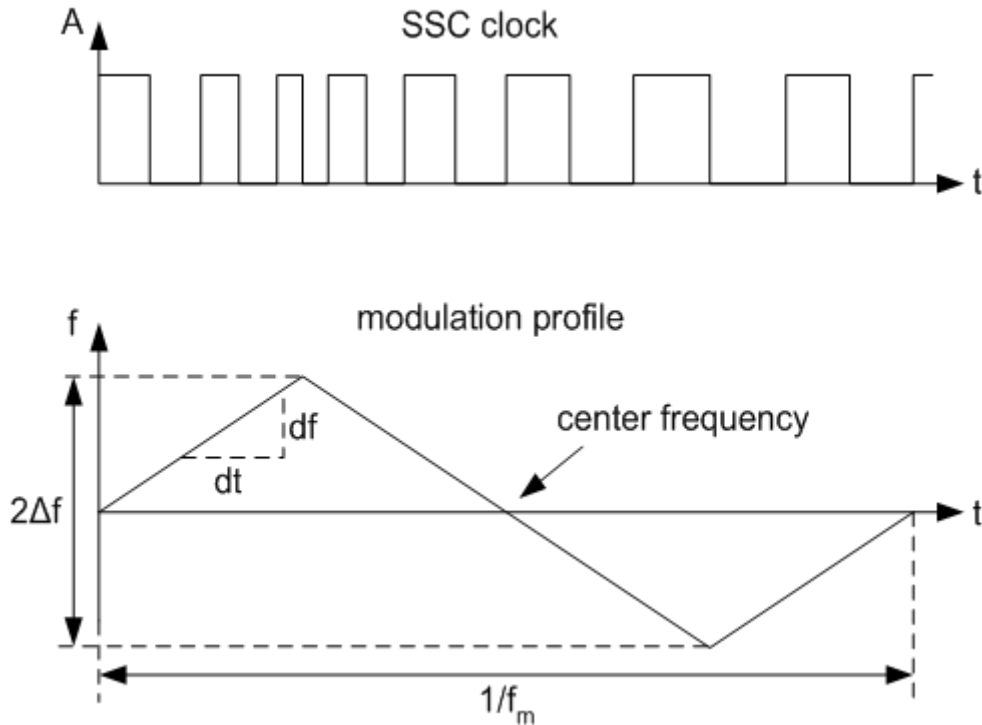 A
SSC clock
t
f
modulation profile
center frequency
df
dt
2Δf
t
1/fm